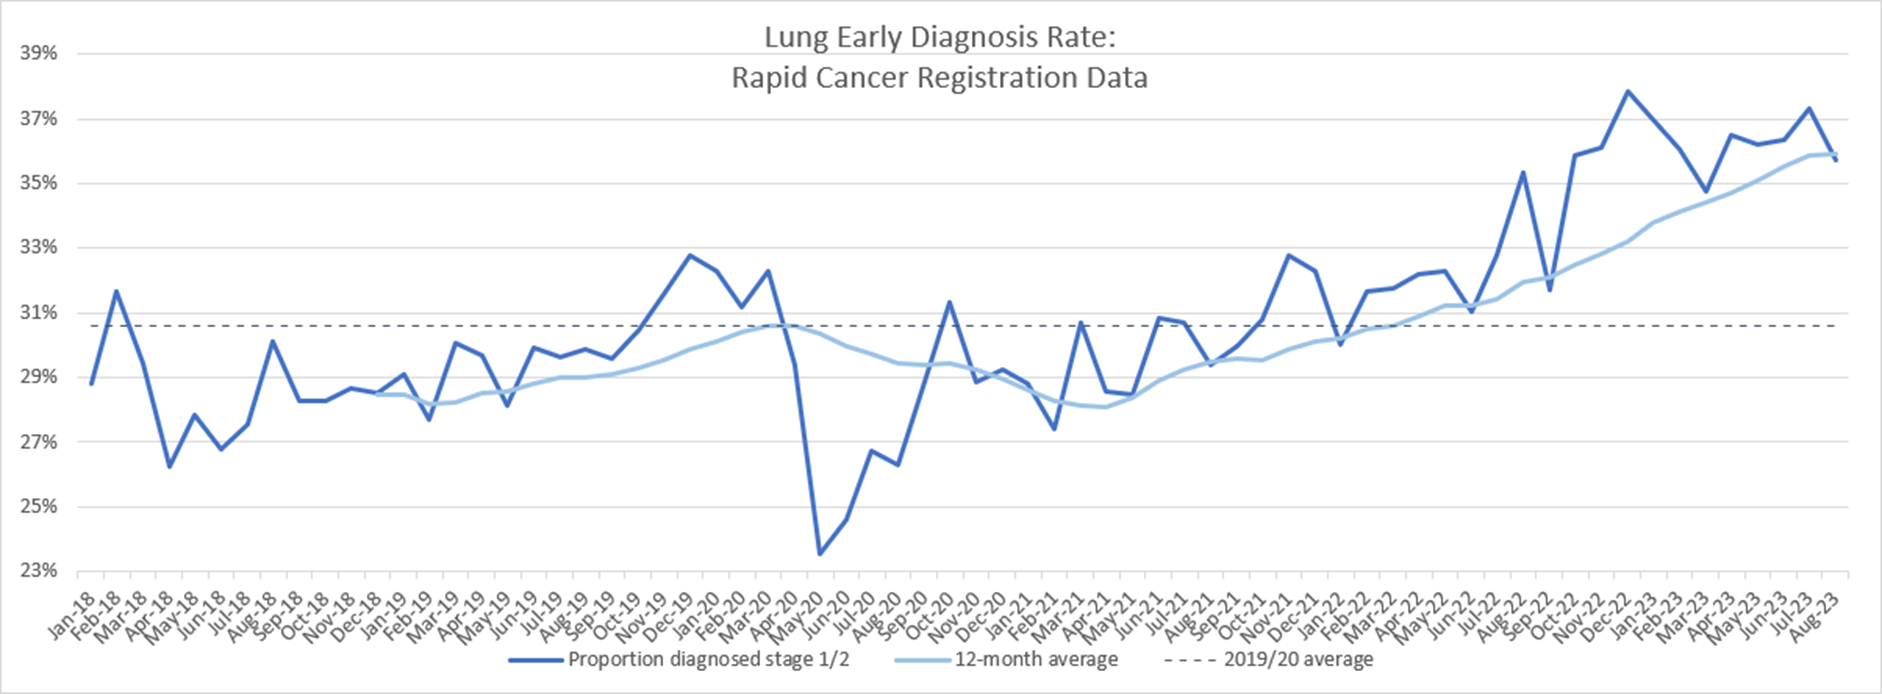 Lung Early Diagnosis Rate:
Rapid Cancer Registration Data
39%
37%
35%
33%
31%
29%
27%
25%
23%
Jan-18
Feb-18
Mar-18
Apr-18
May-18
Jun-18
Jul-18
Aug-18
Sep-18
Oct-18
Nov-18
Dec-18
Jan-19
Feb-19
Mar-19
Apr-19
May-19
Jun-19
Jul-19
Aug-19
Sep-19
Oct-19
Nov-19
Dec-19
Jan-20
Feb-20
Mar-20
Apr-20
May-20
Jun-20
Jul-20
Aug-20
Sep-20
Oct-20
Nov-20
Dec-20
Jan-21
Feb-21
Mar-21
Apr-21
May-21
Jun-21
Jul-21
Aug-21
Sep-21
Oct-21
Nov-21
Dec-21
Jan-22
Feb-22
Mar-22
Apr-22
May-22
Jun-22
Jul-22
Aug-22
Sep-22
Oct-22
Nov-22
Dec-22
Jan-23
Feb-23
Mar-23
Apr-23
May-23
Jun-23
Jul-23
Aug-23
Proportion diagnosed stage 1/2
12-month average
2019/20 average